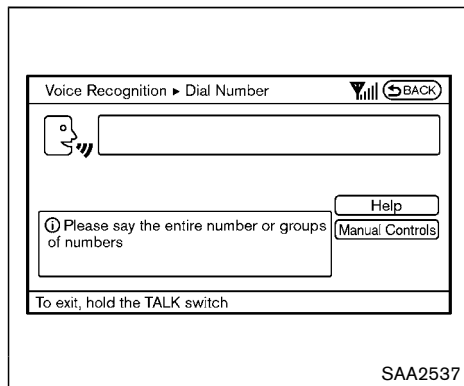 Voice Recognition ▸ Dial Number
BACK
Help
Manual Controls
Please say the entire number or groups
of numbers
To exit, hold the TALK switch
SAA2537